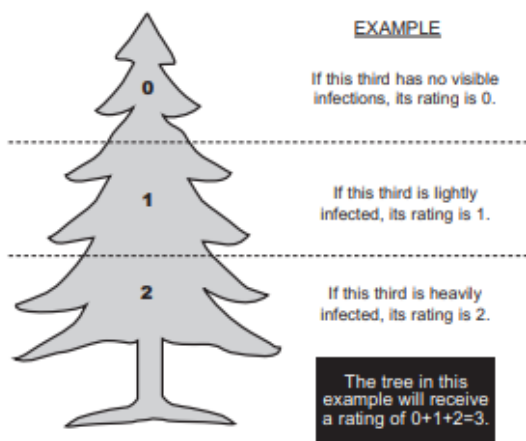 EXAMPLE
0
If this third has no visible
infections, its rating is 0.
1
If this third is lightly
infected, its rating is 1.
2
If this third is heavily
infected, its rating is 2.
The tree in this
example will receive
a rating of 0+1+2=3.